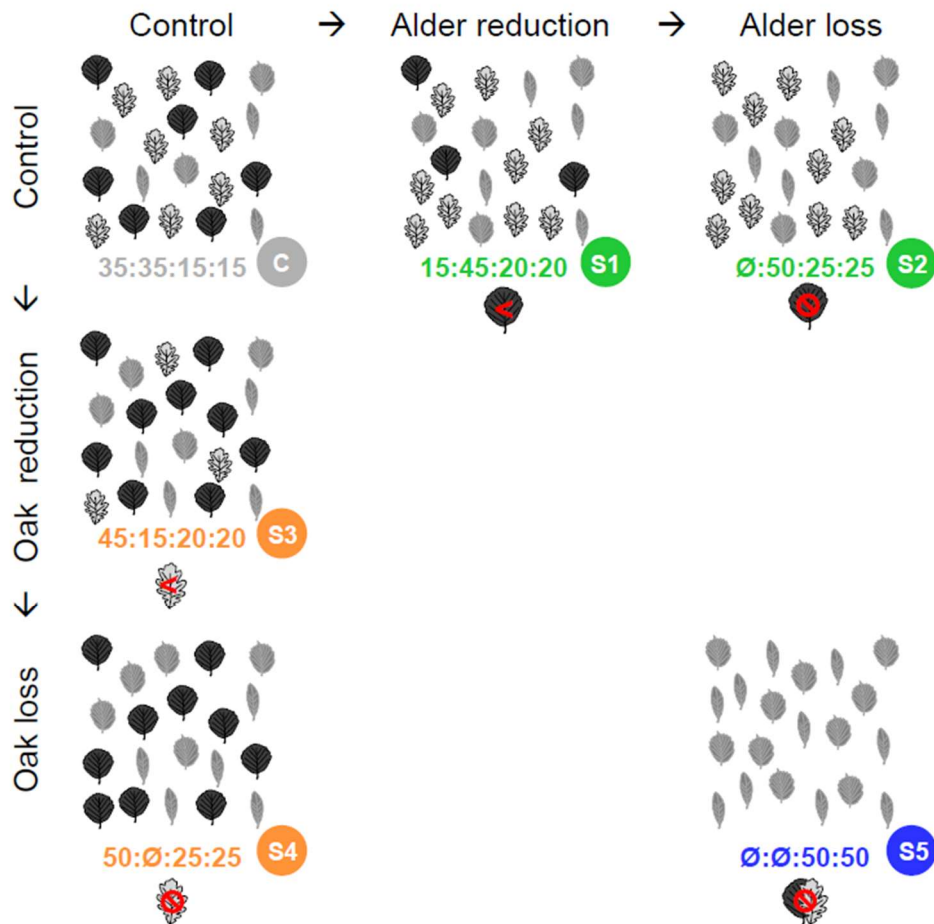 Control → Alder reduction → Alder loss
Control
35:35:15:15 C
15:45:20:20 S1
Ø:50:25:25 S2
→
Oak reduction
45:15:20:20 S3
→
Oak loss
50:Ø:25:25 S4
Ø:Ø:50:50 S5